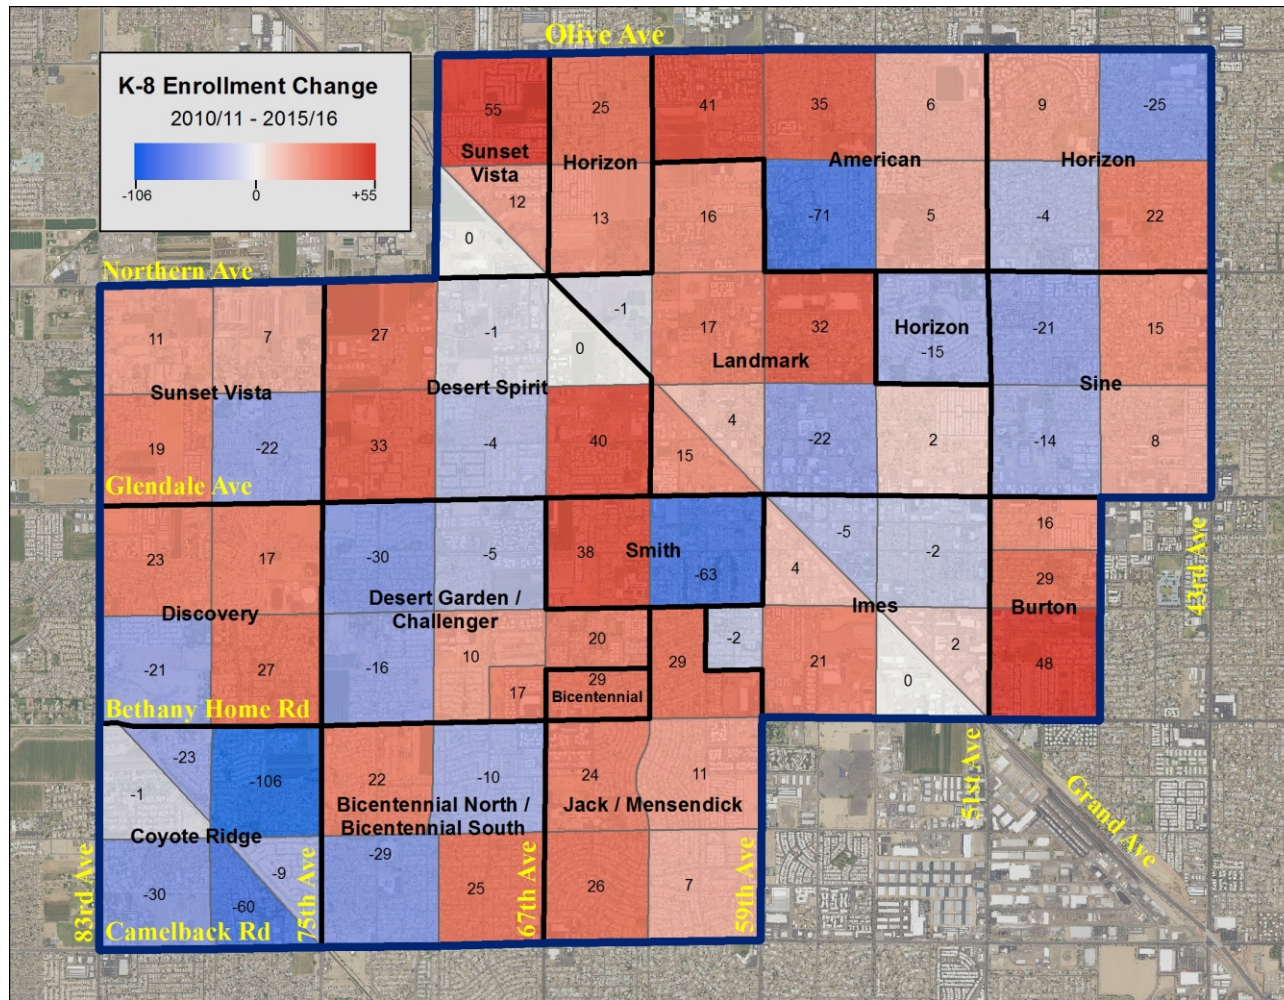 Olive Ave
K-8 Enrollment Change
2010/11 - 2015/16
-106
0
+55
55
25
41
35
6
9
-25
Sunset
Vista
Horizon
American
Horizon
12
0
13
16
-71
5
-4
22
Northern Ave
11
7
27
-1
0
-1
17
32
Horizon
-15
-21
15
Sunset Vista
Desert Spirit
Landmark
Sine
19
-22
33
-4
40
15
4
-22
2
-14
8
Glendale Ave
23
17
-30
-5
38
Smith
-63
4
-5
-2
16
29
43rd Ave
Discovery
Desert Garden /
Challenger
Imes
Burton
-21
27
-16
10
17
20
29
Bicentennial
29
-2
21
0
2
48
Bethany Home Rd
-1
-23
-106
22
-10
24
11
51st Ave
Grand Ave
Coyote Ridge
Bicentennial North /
Bicentennial South
Jack / Mensendick
-30
-60
-9
-29
25
26
7
83rd Ave
75th Ave
67th Ave
59th Ave
Camelback Rd